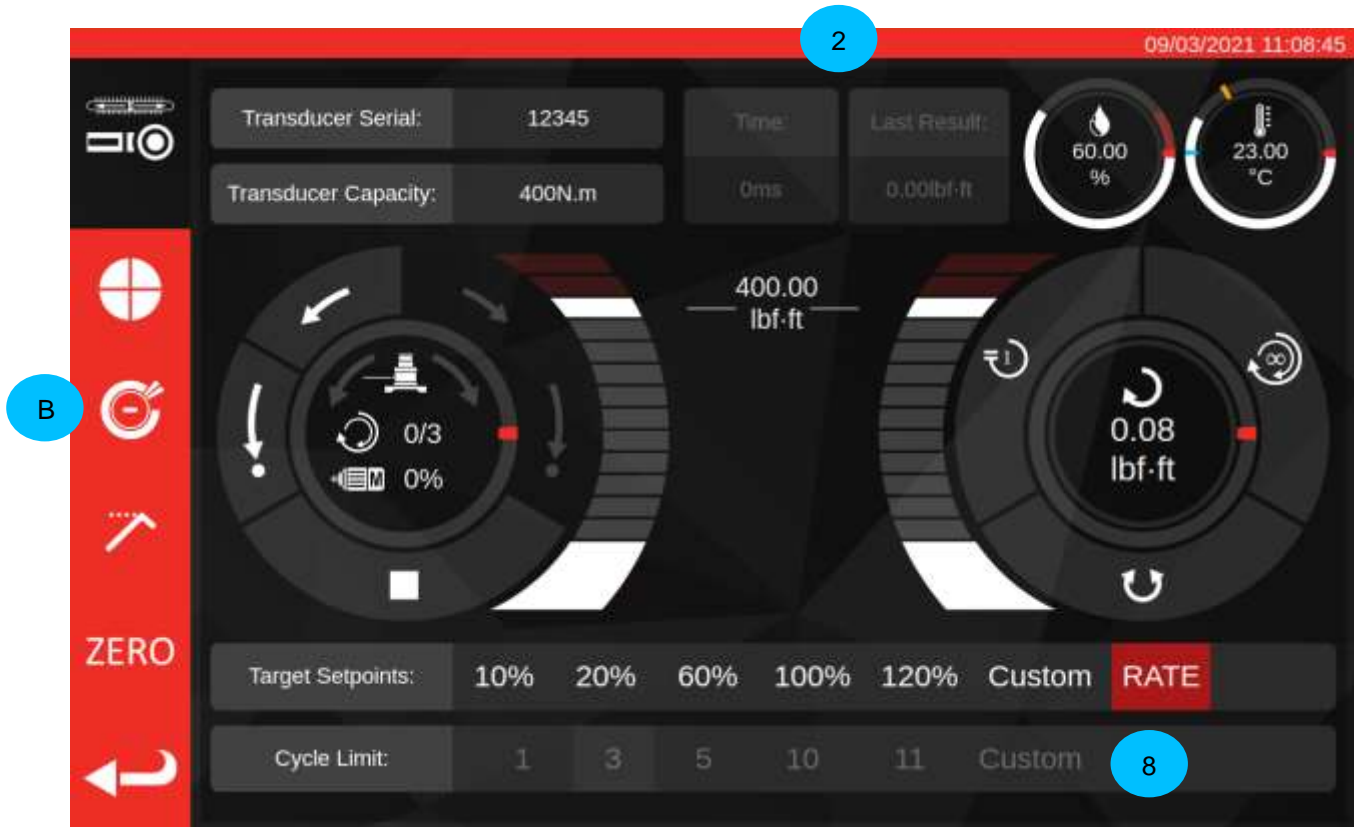 2
09/03/2021 11:08:45
Transducer Serial: 12345
Time:
Last Result:
60.00
%
23.00
°C
Transducer Capacity: 400N.m
0ms
0.00lbf·ft
400.00
lbf·ft
1
∞
B
0/3
M 0%
0.08
lbf·ft
ZERO
Target Setpoints: 10% 20% 60% 100% 120% Custom RATE
Cycle Limit: 1 3 5 10 11 Custom 8